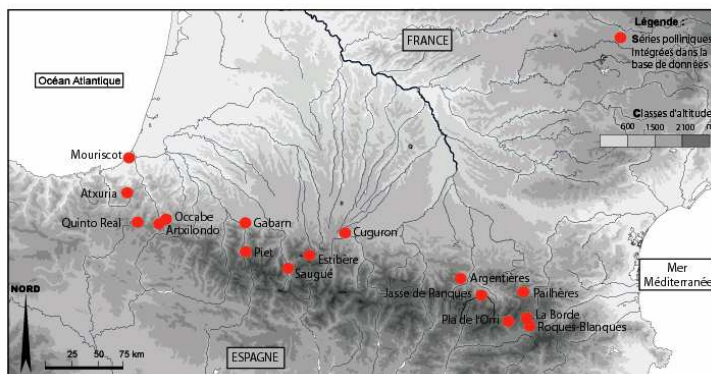 Légende :
Séries polliniques
Intégrées dans la
base de données
Classes d'altitude
600 1500 2100 m
FRANCE
Océan Atlantique
Mouriscot
Atxuria
Quinto Real
Occabe
Artxilondo
Gabarn
Cuguron
Piet
Estibère
Saugué
Argentières
Jasse de Ranques
Pailhères
Pla de l'Orri
La Borde
Roques-Blanques
Mer
Méditerranée
NORD
25 50 75 km
ESPAGNE